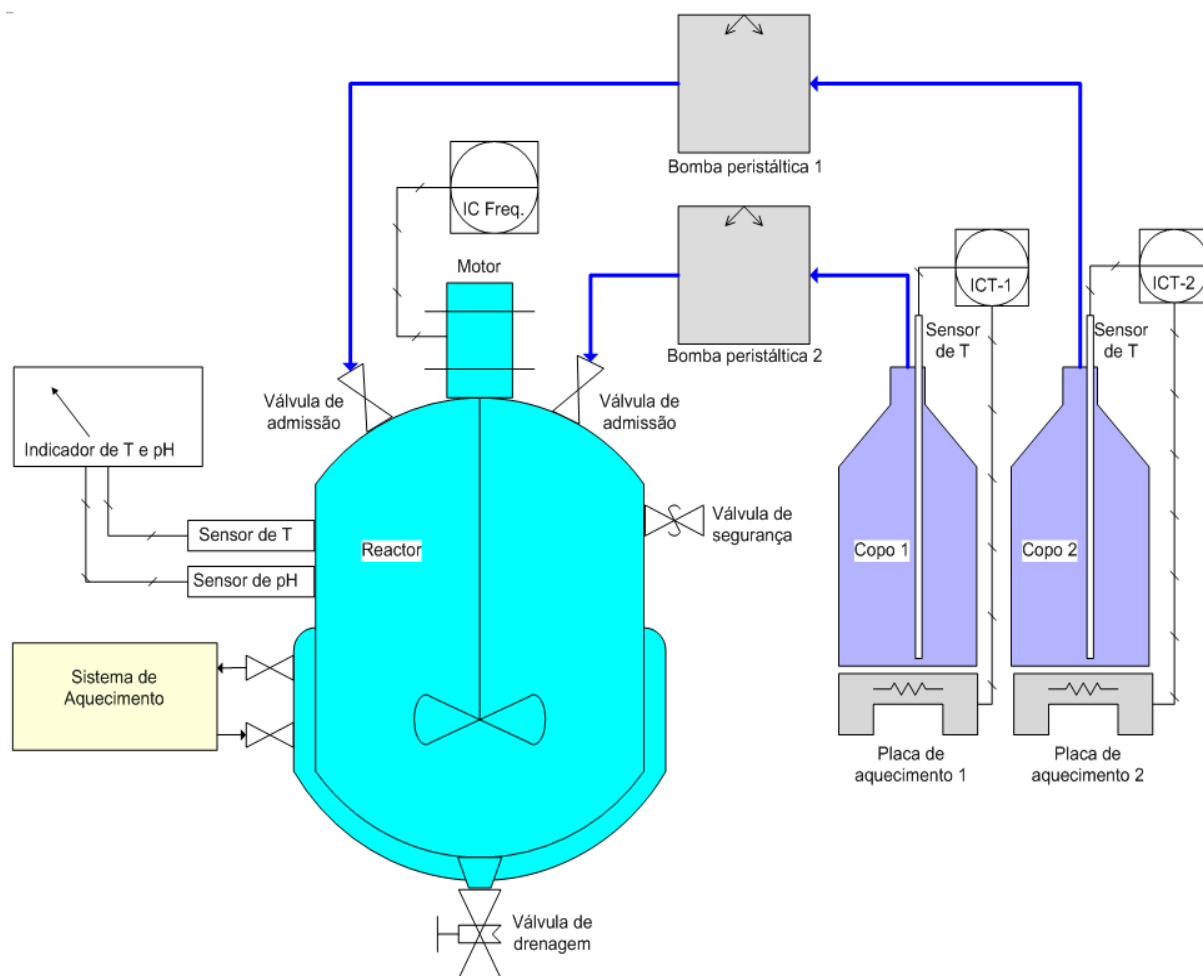 Bomba peristáltica 1
IC Freq.
Motor
Bomba peristáltica 2
ICT-1
ICT-2
Sensor
de T
Sensor
de T
Válvula de
admissão
Válvula de
admissão
Indicador de T e pH
Sensor de T
Sensor de pH
Reactor
Válvula de
segurança
Copo 1
Copo 2
Sistema de
Aquecimento
Placa de
aquecimento 1
Placa de
aquecimento 2
Válvula de
drenagem